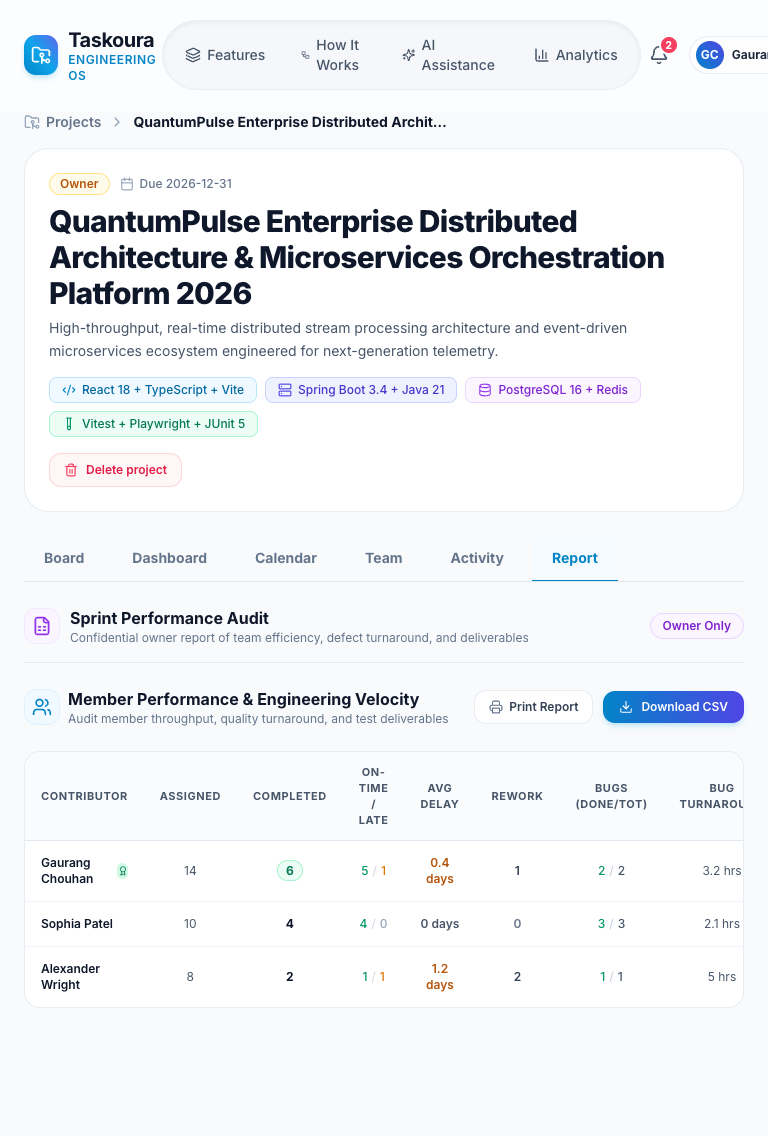 Taskoura
ENGINEERING OS
Features
How It Works
AI Assistance
Analytics
2
GC
Projects
QuantumPulse Enterprise Distributed Archit...
Owner
Due 2026-12-31
QuantumPulse Enterprise Distributed
Architecture & Microservices Orchestration
Platform 2026
High-throughput, real-time distributed stream processing architecture and event-driven
microservices ecosystem engineered for next-generation telemetry.
React 18 + TypeScript + Vite
Spring Boot 3.4 + Java 21
PostgreSQL 16 + Redis
Vitest + Playwright + JUnit 5
Delete project
Board
Dashboard
Calendar
Team
Activity
Report
Sprint Performance Audit
Confidential owner report of team efficiency, defect turnaround, and deliverables
Owner Only
Member Performance & Engineering Velocity
Audit member throughput, quality turnaround, and test deliverables
Print Report
Download CSV
CONTRIBUTOR
ASSIGNED
COMPLETED
ON-TIME / LATE
AVG DELAY
REWORK
BUGS (DONE/TOT)
BUG
Gaurang Chouhan
14
6
5 / 1
0.4 days
1
2 / 2
3.2 hrs
Sophia Patel
10
4
4 / 0
0 days
0
3 / 3
2.1 hrs
Alexander Wright
8
2
1 / 1
1.2 days
2
1 / 1
5 hrs